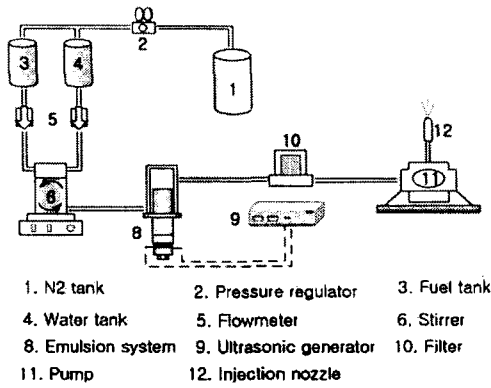 2
3
4
1
5
10
12
6
11
9
8
1. N2 tank 2. Pressure regulator 3. Fuel tank
4. Water tank 5. Flowmeter 6. Stirrer
8. Emulsion system 9. Ultrasonic generator 10. Filter
11. Pump 12. Injection nozzle